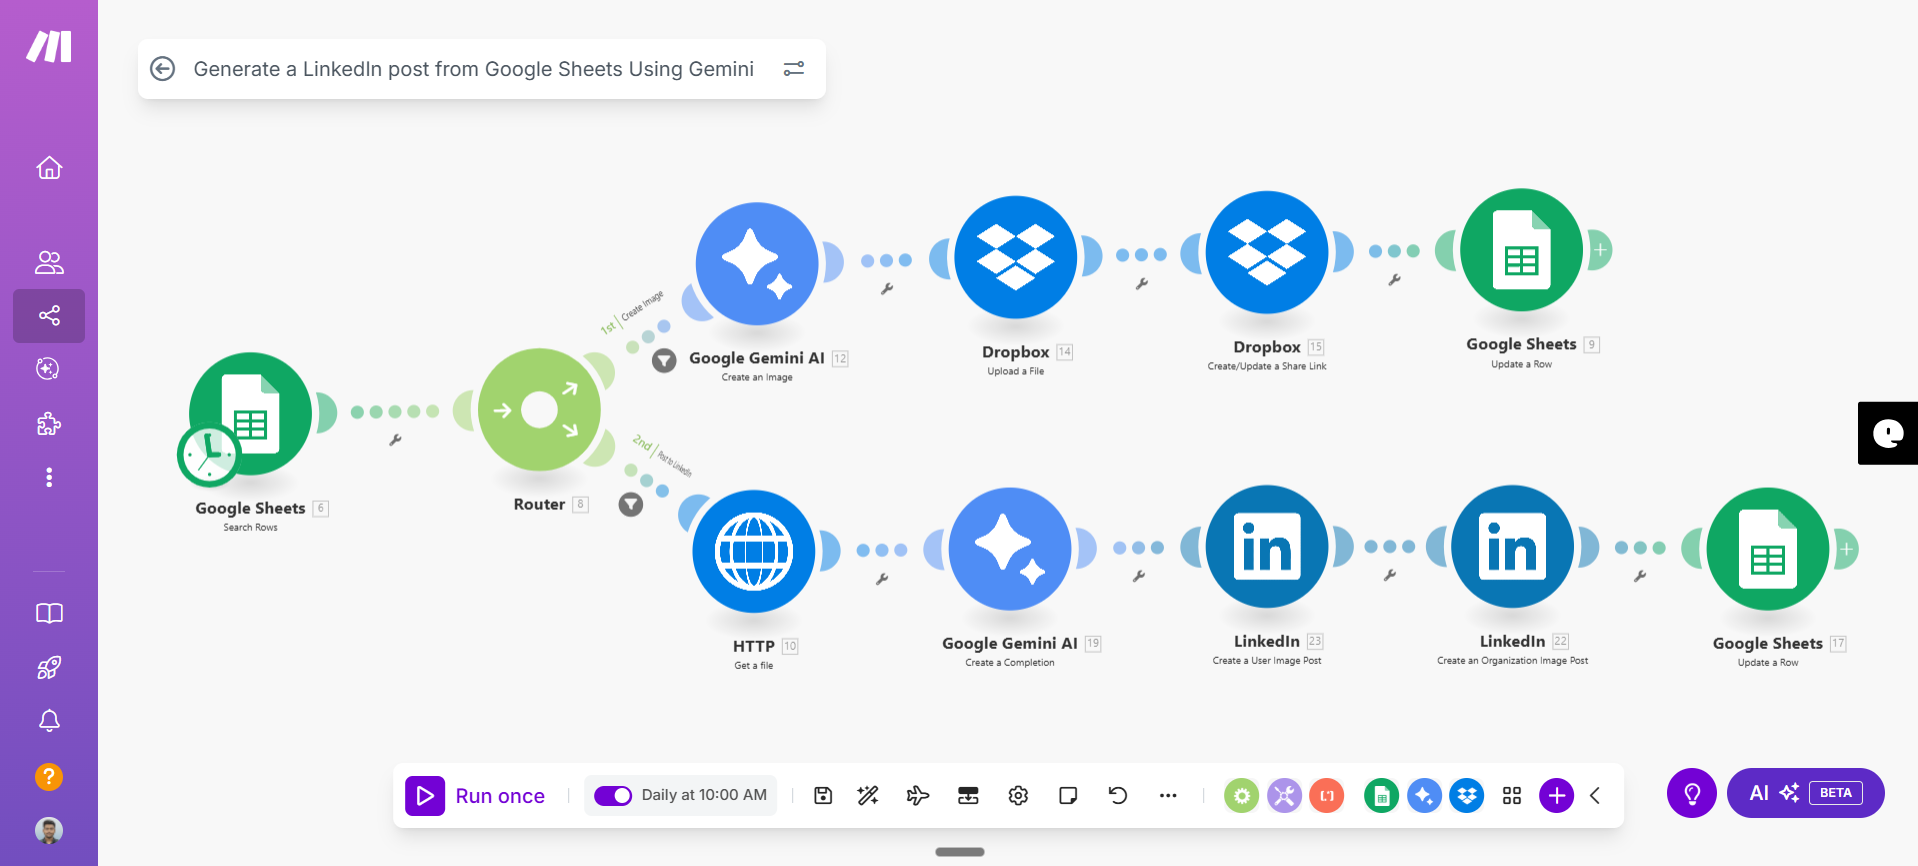 Generate a LinkedIn post from Google Sheets Using Gemini
1st | Create Image
Google Gemini AI 12
Create an Image
Dropbox 14
Upload a File
Dropbox 15
Create/Update a Share Link
Google Sheets 9
Update a Row
Google Sheets 6
Search Rows
Router 8
2nd | Post to LinkedIn
HTTP 10
Get a file
Google Gemini AI 19
Create a Completion
LinkedIn 23
Create a User Image Post
LinkedIn 22
Create an Organization Image Post
Google Sheets 17
Update a Row
Run once
Daily at 10:00 AM
AI BETA